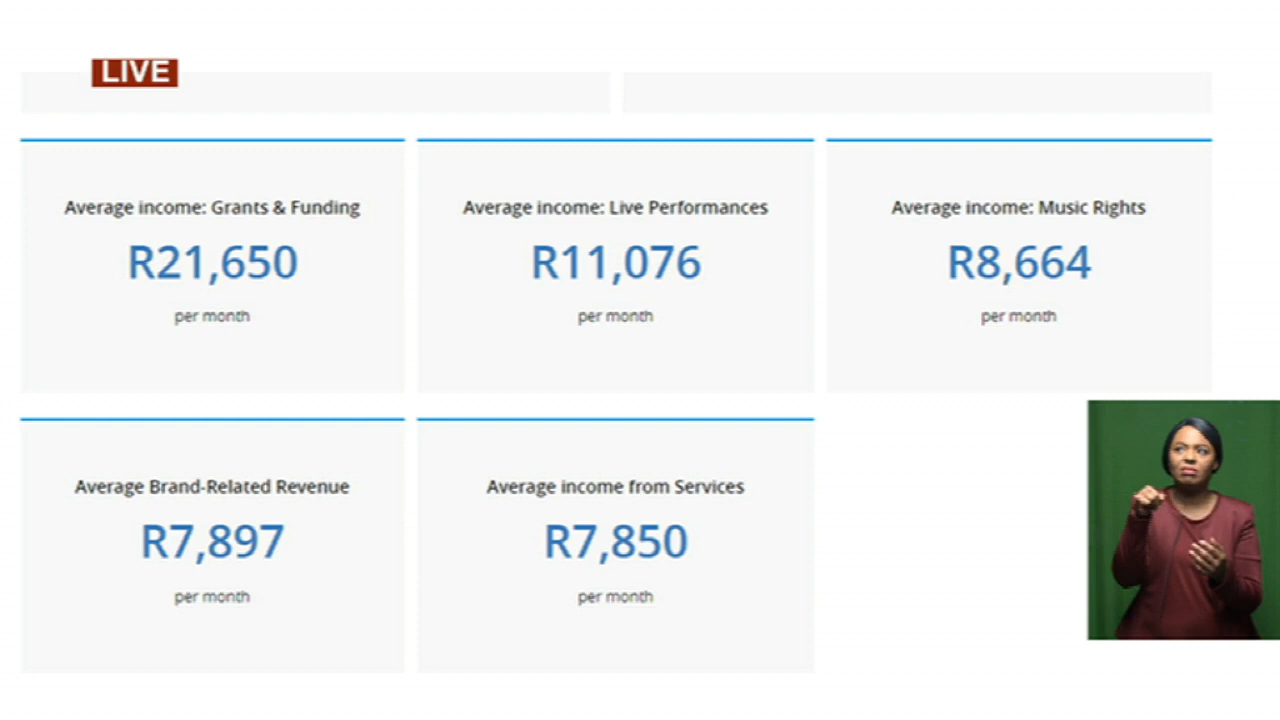 LIVE
Average income: Grants & Funding
R21,650
per month
Average income: Live Performances
R11,076
per month
Average income: Music Rights
R8,664
per month
Average Brand-Related Revenue
R7,897
per month
Average income from Services
R7,850
per month